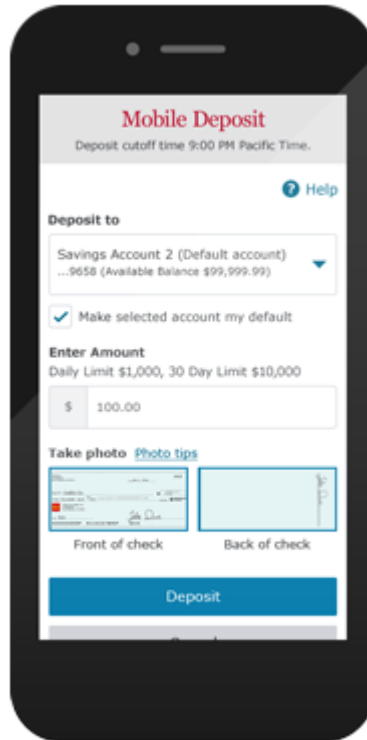 Mobile Deposit
Deposit cutoff time 9:00 PM Pacific Time.
? Help
Deposit to
Savings Account 2 (Default account)
...9658 (Available Balance $99,999.99)
Make selected account my default
Enter Amount
Daily Limit $1,000, 30 Day Limit $10,000
$ 100.00
Take photo Photo tips
Front of check Back of check
Deposit